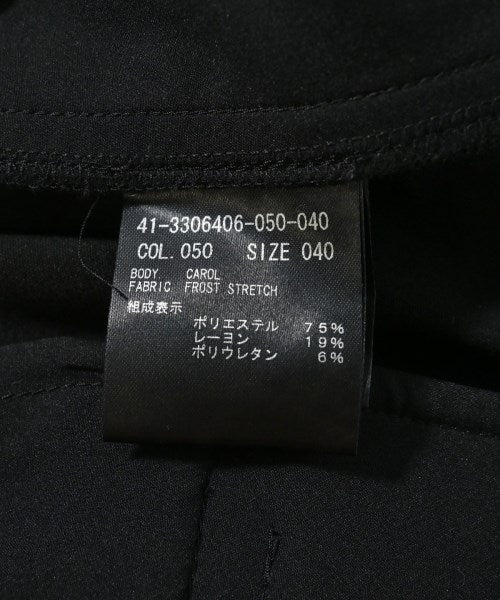 41-3306406-050-040
COL. 050 SIZE 040
BODY CAROL
FABRIC FROST STRETCH
組成表示
ポリエステル 75%
レーヨン 19%
ポリウレタン 6%